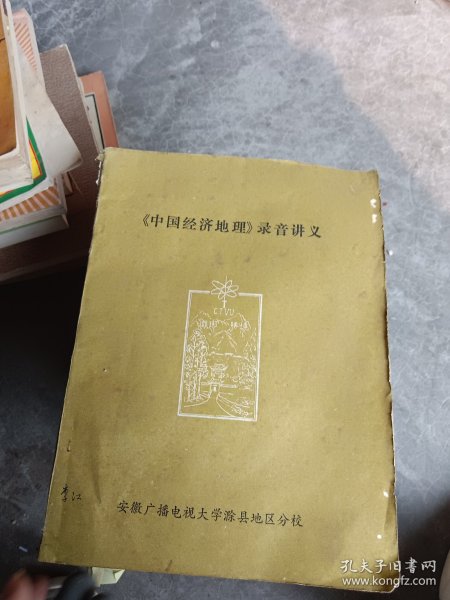 《中国经济地理》录音讲义
CTVU
李江
安徽广播电视大学滁县地区分校
孔夫子旧书网
www.kongfz.com